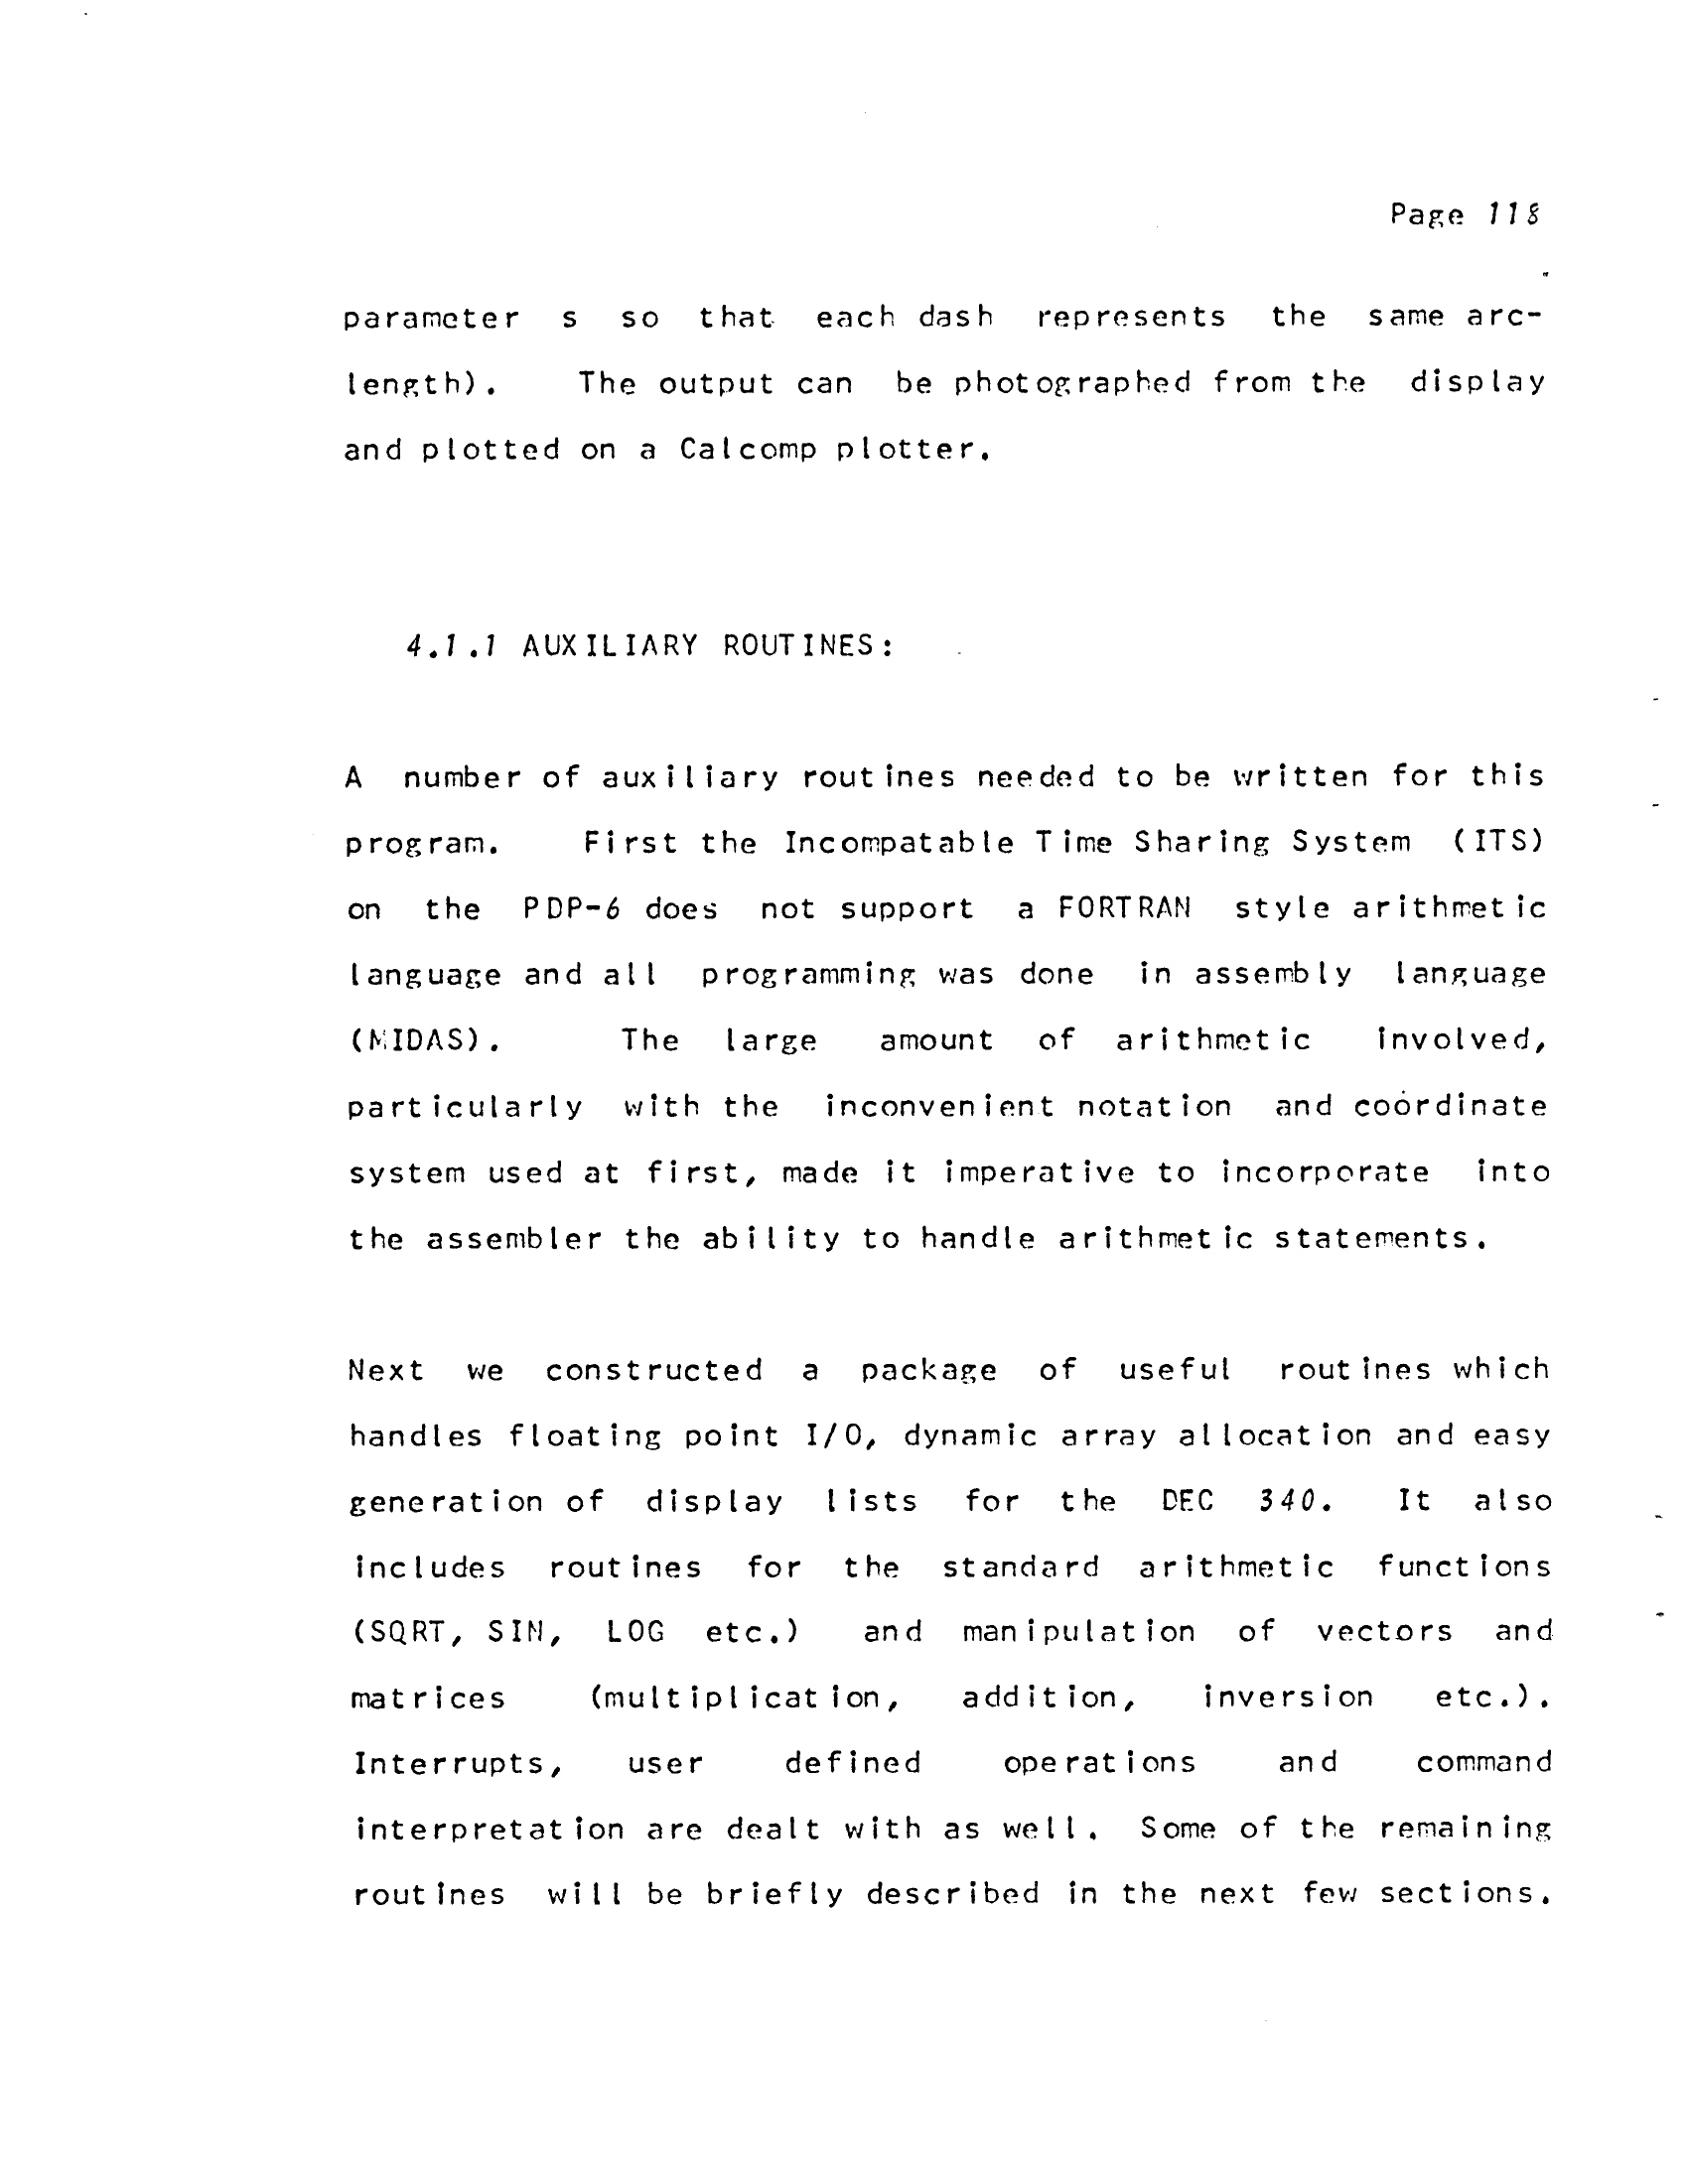 Page 118
parameter s so that each dash represents the same arc-
length). The output can be photographed from the display
and plotted on a Calcomp plotter.
4.1.1 AUXILIARY ROUTINES:
A number of auxiliary routines needed to be written for this
program. First the Incompatable Time Sharing System (ITS)
on the PDP-6 does not support a FORTRAN style arithmetic
language and all programming was done in assembly language
(MIDAS). The large amount of arithmetic involved,
particularly with the inconvenient notation and coordinate
system used at first, made it imperative to incorporate into
the assembler the ability to handle arithmetic statements.
Next we constructed a package of useful routines which
handles floating point I/O, dynamic array allocation and easy
generation of display lists for the DEC 340. It also
includes routines for the standard arithmetic functions
(SQRT, SIN, LOG etc.) and manipulation of vectors and
matrices (multiplication, addition, inversion etc.).
Interrupts, user defined operations and command
interpretation are dealt with as well. Some of the remaining
routines will be briefly described in the next few sections.